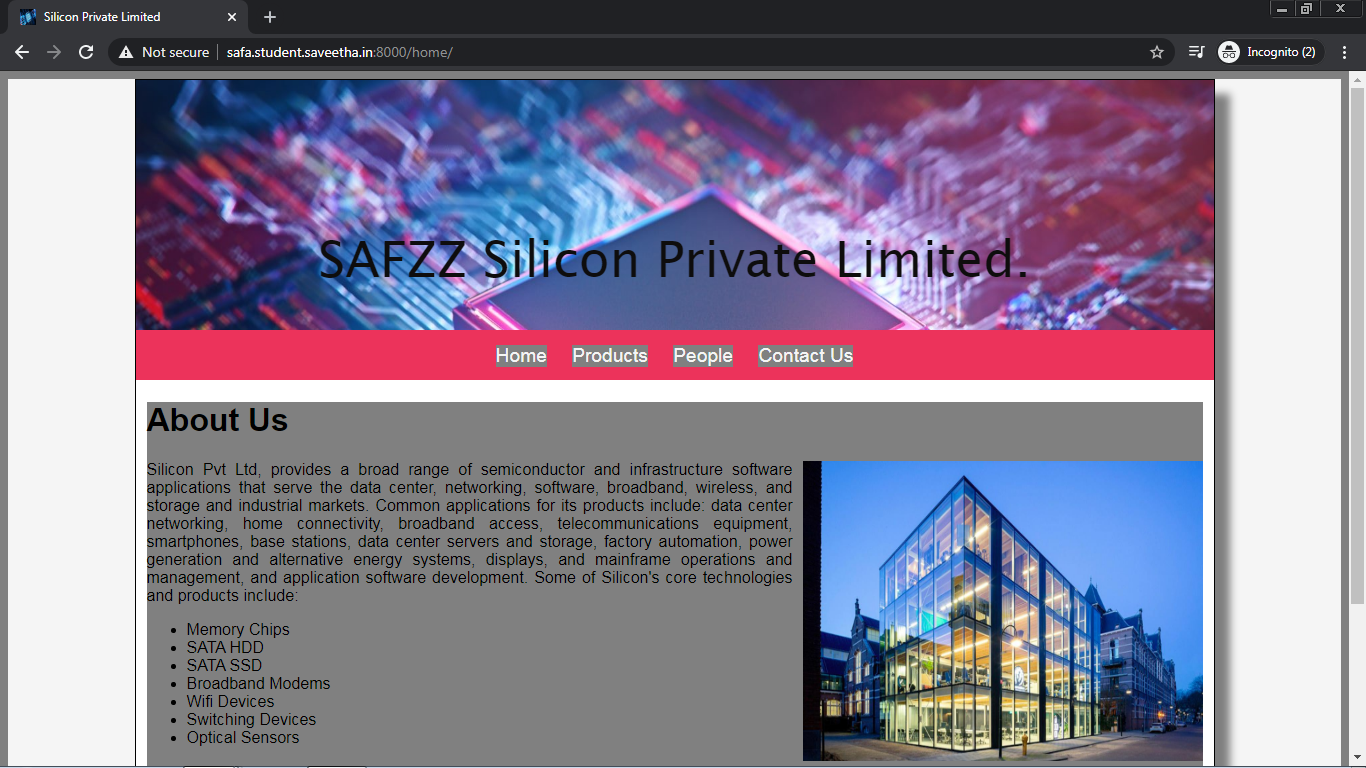 Silicon Private Limited
Not secure
safa.student.saveetha.in:8000/home/
Incognito (2)
SAFZZ Silicon Private Limited.
Home Products People Contact Us
About Us
Silicon Pvt Ltd, provides a broad range of semiconductor and infrastructure software
applications that serve the data center, networking, software, broadband, wireless, and
storage and industrial markets. Common applications for its products include: data center
networking, home connectivity, broadband access, telecommunications equipment,
smartphones, base stations, data center servers and storage, factory automation, power
generation and alternative energy systems, displays, and mainframe operations and
management, and application software development. Some of Silicon's core technologies
and products include:
Memory Chips
SATA HDD
SATA SSD
Broadband Modems
Wifi Devices
Switching Devices
Optical Sensors